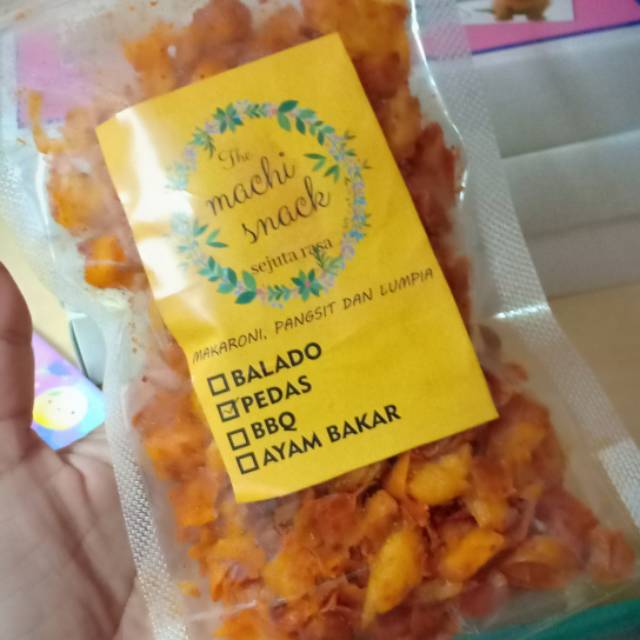 The
machi
snack
sejuta rasa
MAKARONI, PANGSIT DAN LUMPIA
BALADO
PEDAS
BBQ
AYAM BAKAR